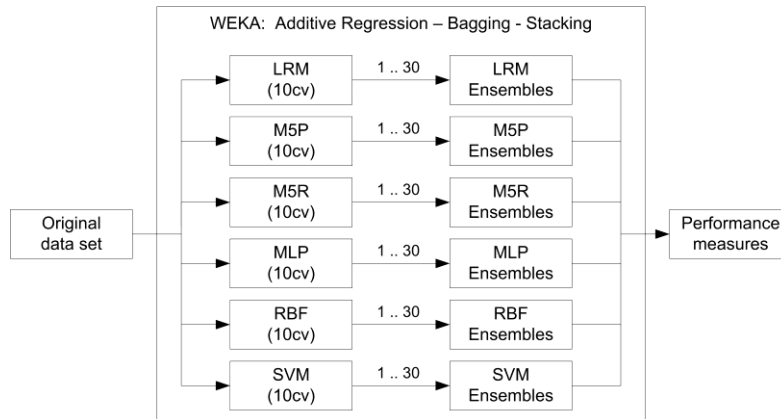 WEKA: Additive Regression – Bagging - Stacking
LRM
(10cv)
1 .. 30
LRM
Ensembles
M5P
(10cv)
1 .. 30
M5P
Ensembles
M5R
(10cv)
1 .. 30
M5R
Ensembles
Original
data set
Performance
measures
MLP
(10cv)
1 .. 30
MLP
Ensembles
RBF
(10cv)
1 .. 30
RBF
Ensembles
SVM
(10cv)
1 .. 30
SVM
Ensembles